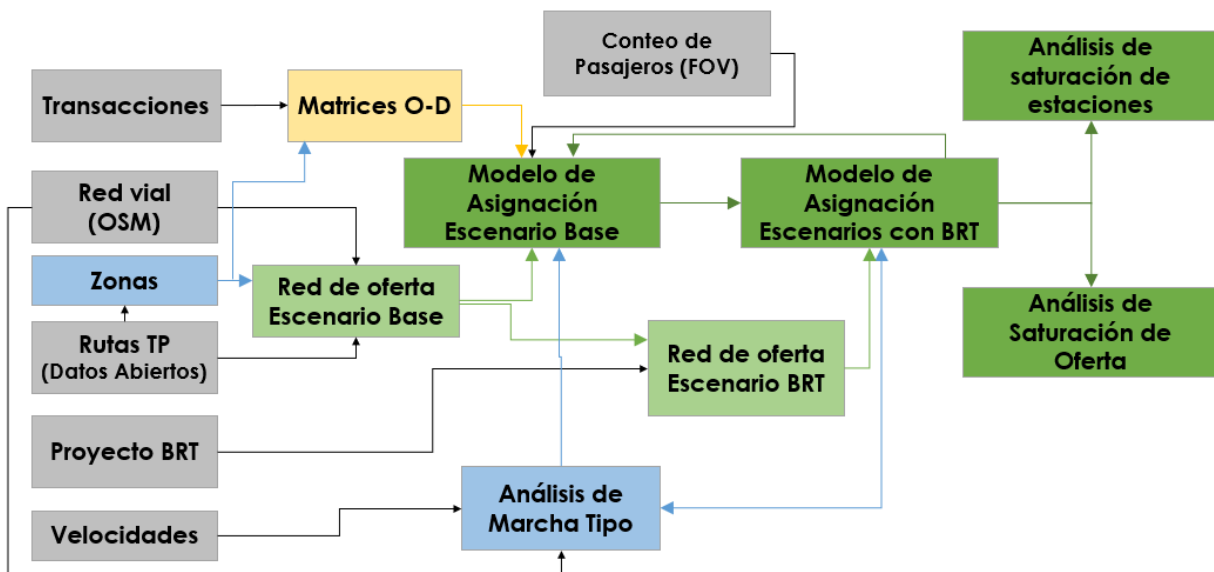 Conteo de
Pasajeros (FOV)
Análisis de
saturación de
estaciones
Transacciones
Matrices O-D
Modelo de
Asignación
Escenario Base
Modelo de
Asignación
Escenarios con BRT
Red vial
(OSM)
Zonas
Red de oferta
Escenario Base
Análisis de
Saturación de
Oferta
Rutas TP
(Datos Abiertos)
Red de oferta
Escenario BRT
Proyecto BRT
Análisis de
Marcha Tipo
Velocidades